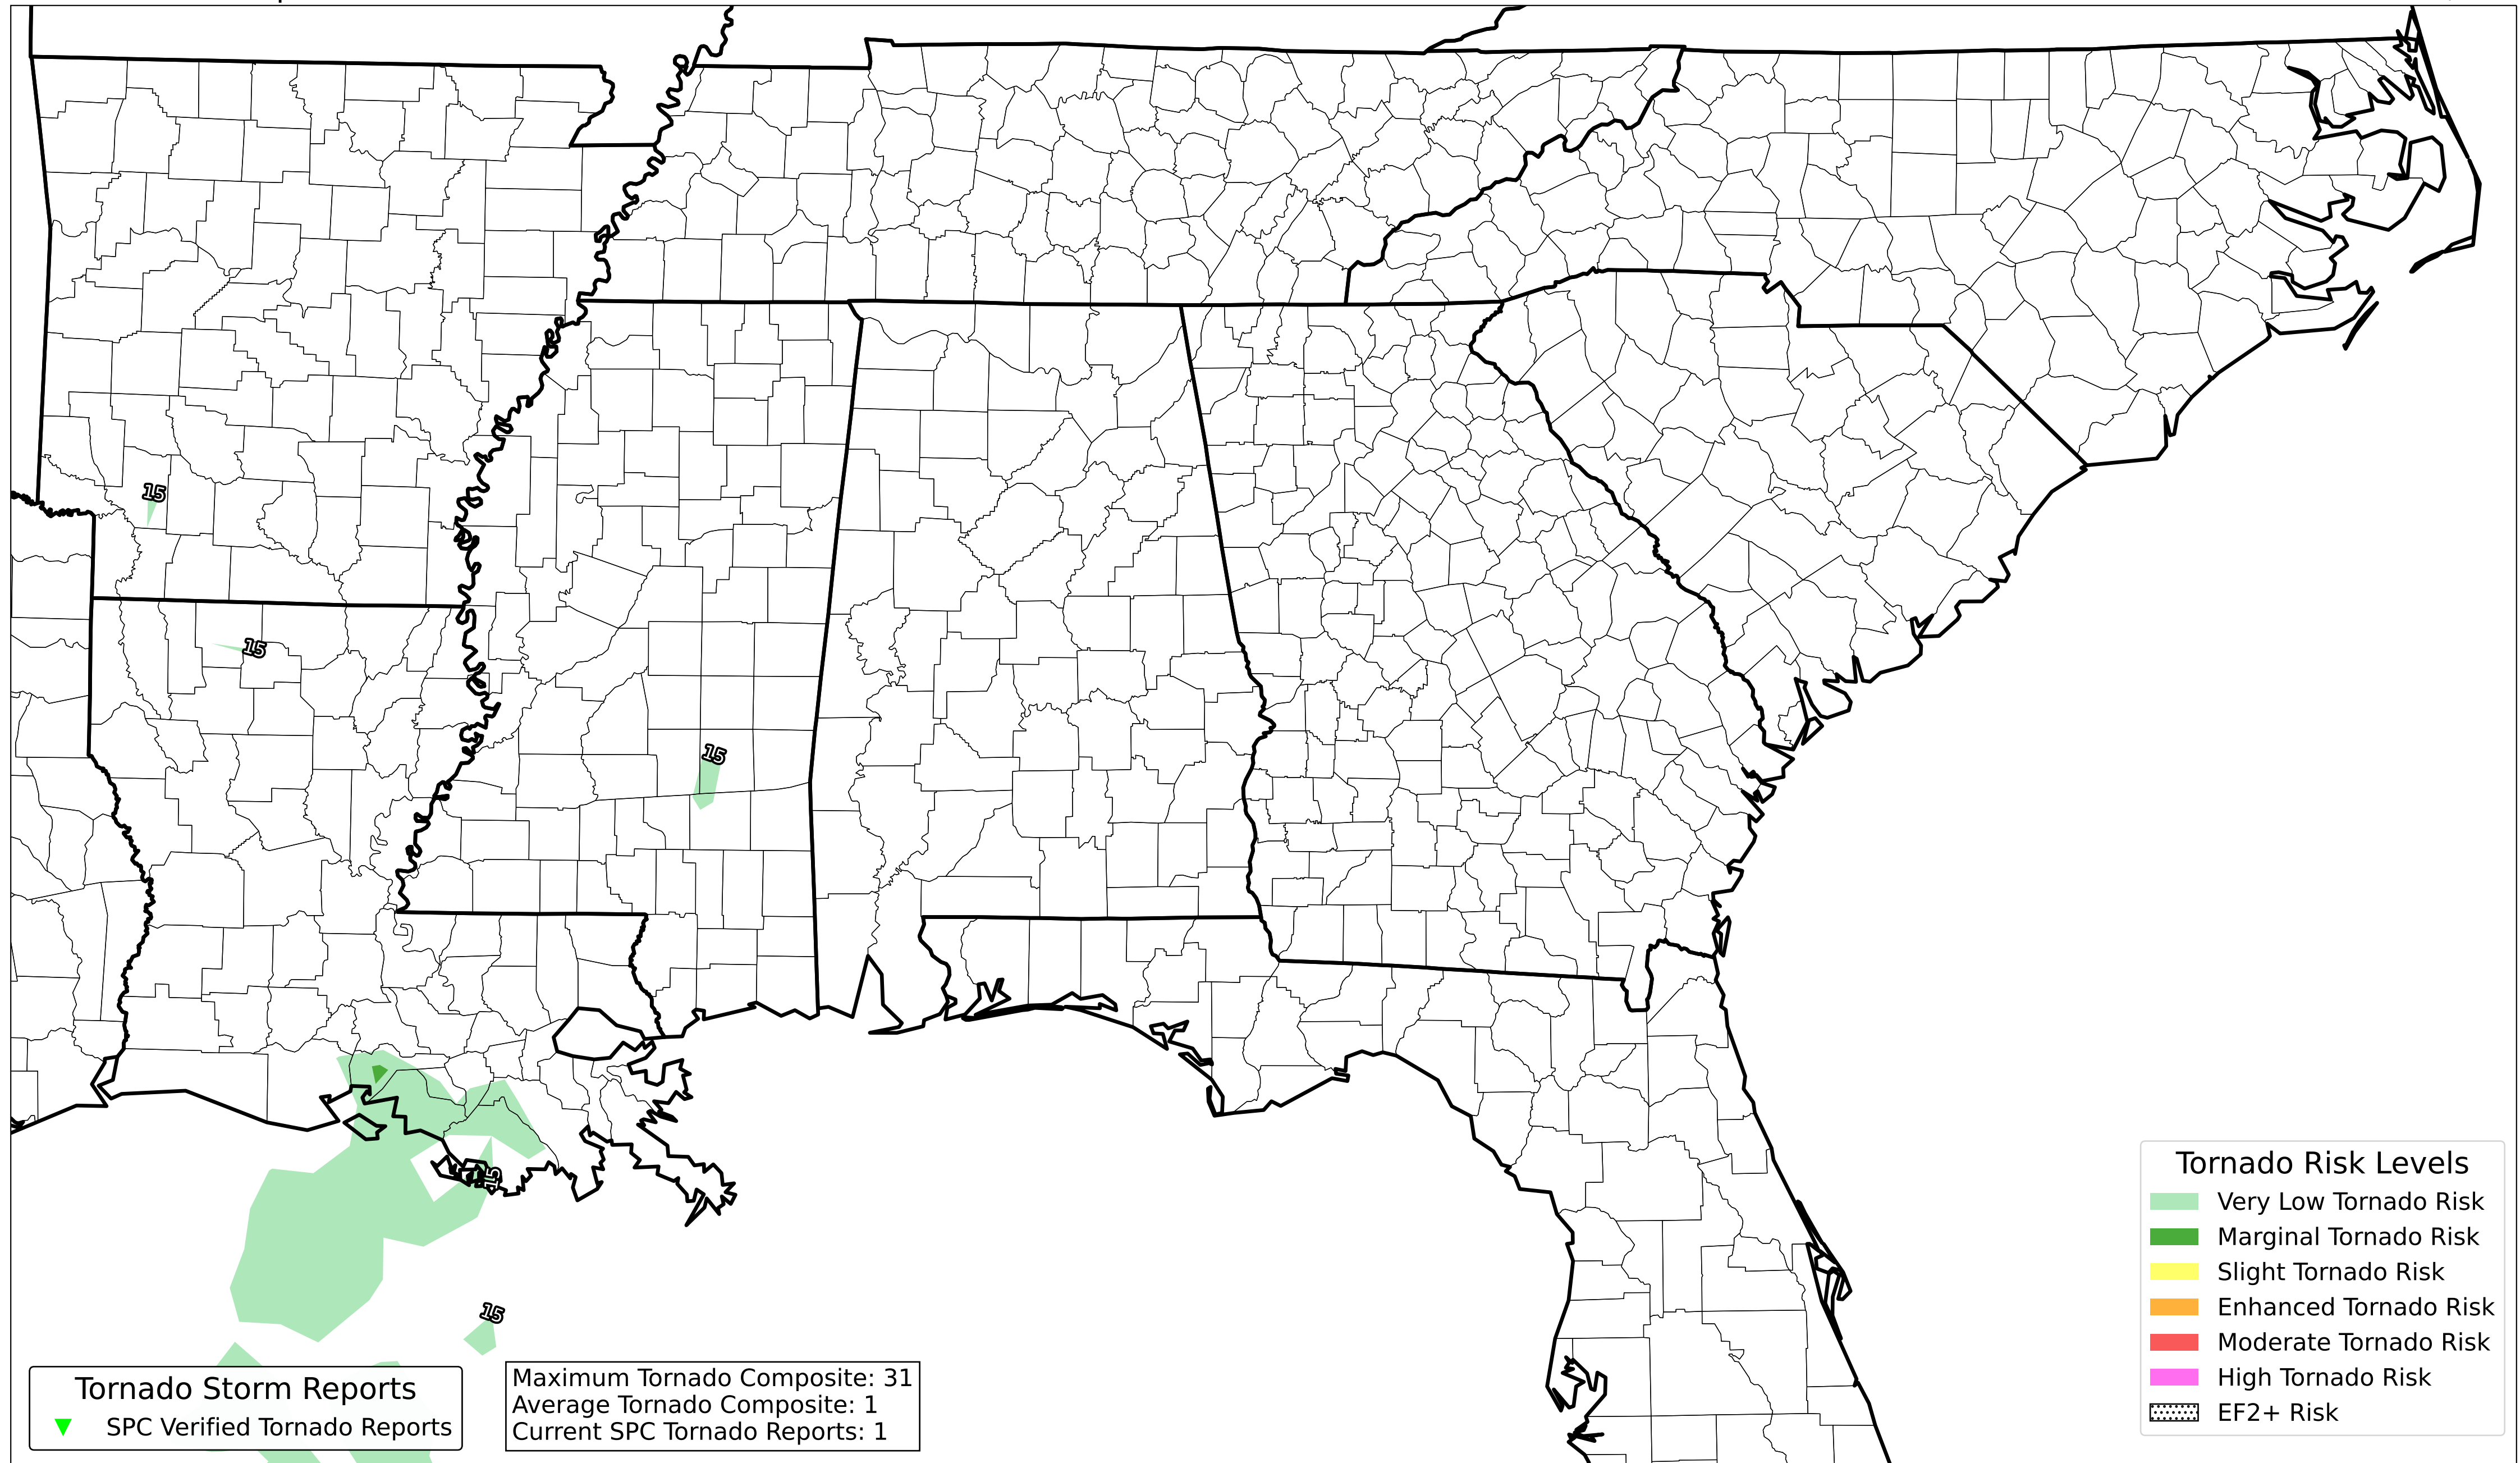 15
15
15
15
15
Tornado Storm Reports
SPC Verified Tornado Reports
Maximum Tornado Composite: 31
Average Tornado Composite: 1
Current SPC Tornado Reports: 1
Tornado Risk Levels
Very Low Tornado Risk
Marginal Tornado Risk
Slight Tornado Risk
Enhanced Tornado Risk
Moderate Tornado Risk
High Tornado Risk
EF2+ Risk